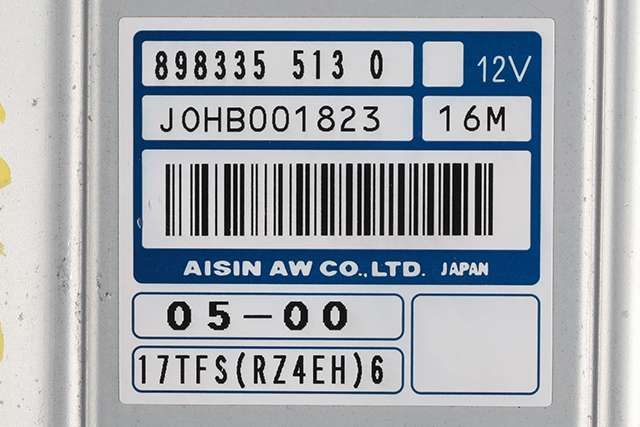 898335 513 0
12V
J0HB001823
16M
AISIN AW CO.,LTD. JAPAN
05-00
17TFS(RZ4EH)6